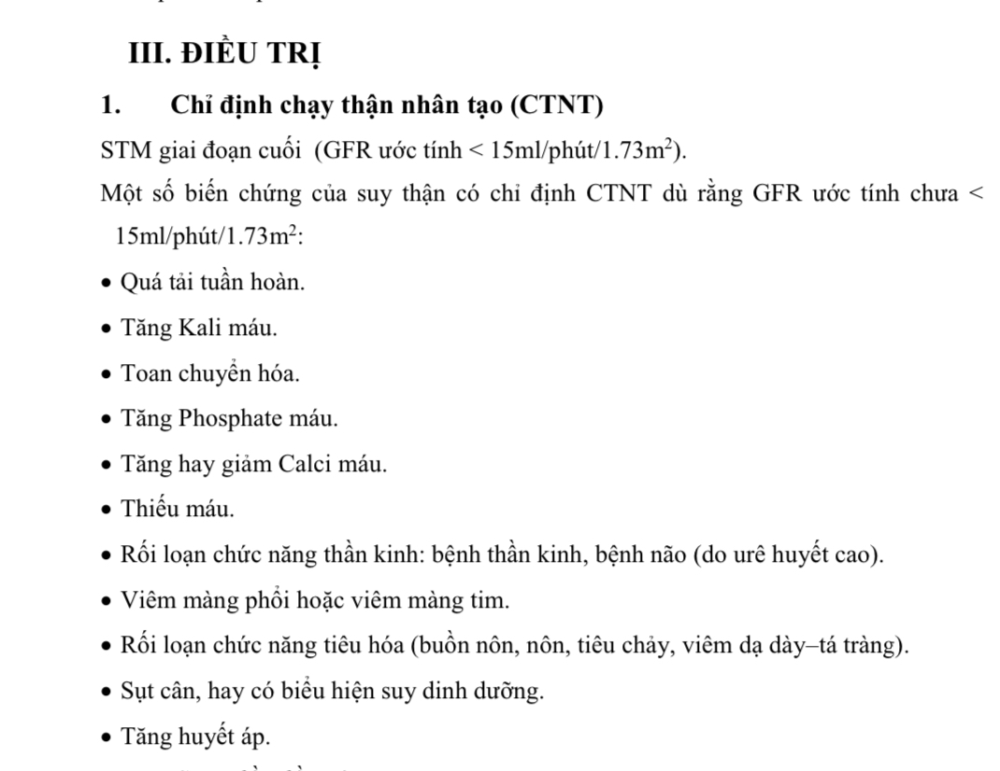 III. ĐIỀU TRỊ
1. Chỉ định chạy thận nhân tạo (CTNT)
STM giai đoạn cuối (GFR ước tính < 15ml/phút/1.73m²).
Một số biến chứng của suy thận có chỉ định CTNT dù rằng GFR ước tính chưa <
15ml/phút/1.73m²:
• Quá tải tuần hoàn.
• Tăng Kali máu.
• Toan chuyển hóa.
• Tăng Phosphate máu.
• Tăng hay giảm Calci máu.
• Thiếu máu.
• Rối loạn chức năng thần kinh: bệnh thần kinh, bệnh não (do urê huyết cao).
• Viêm màng phổi hoặc viêm màng tim.
• Rối loạn chức năng tiêu hóa (buồn nôn, nôn, tiêu chảy, viêm dạ dày–tá tràng).
• Sụt cân, hay có biểu hiện suy dinh dưỡng.
• Tăng huyết áp.